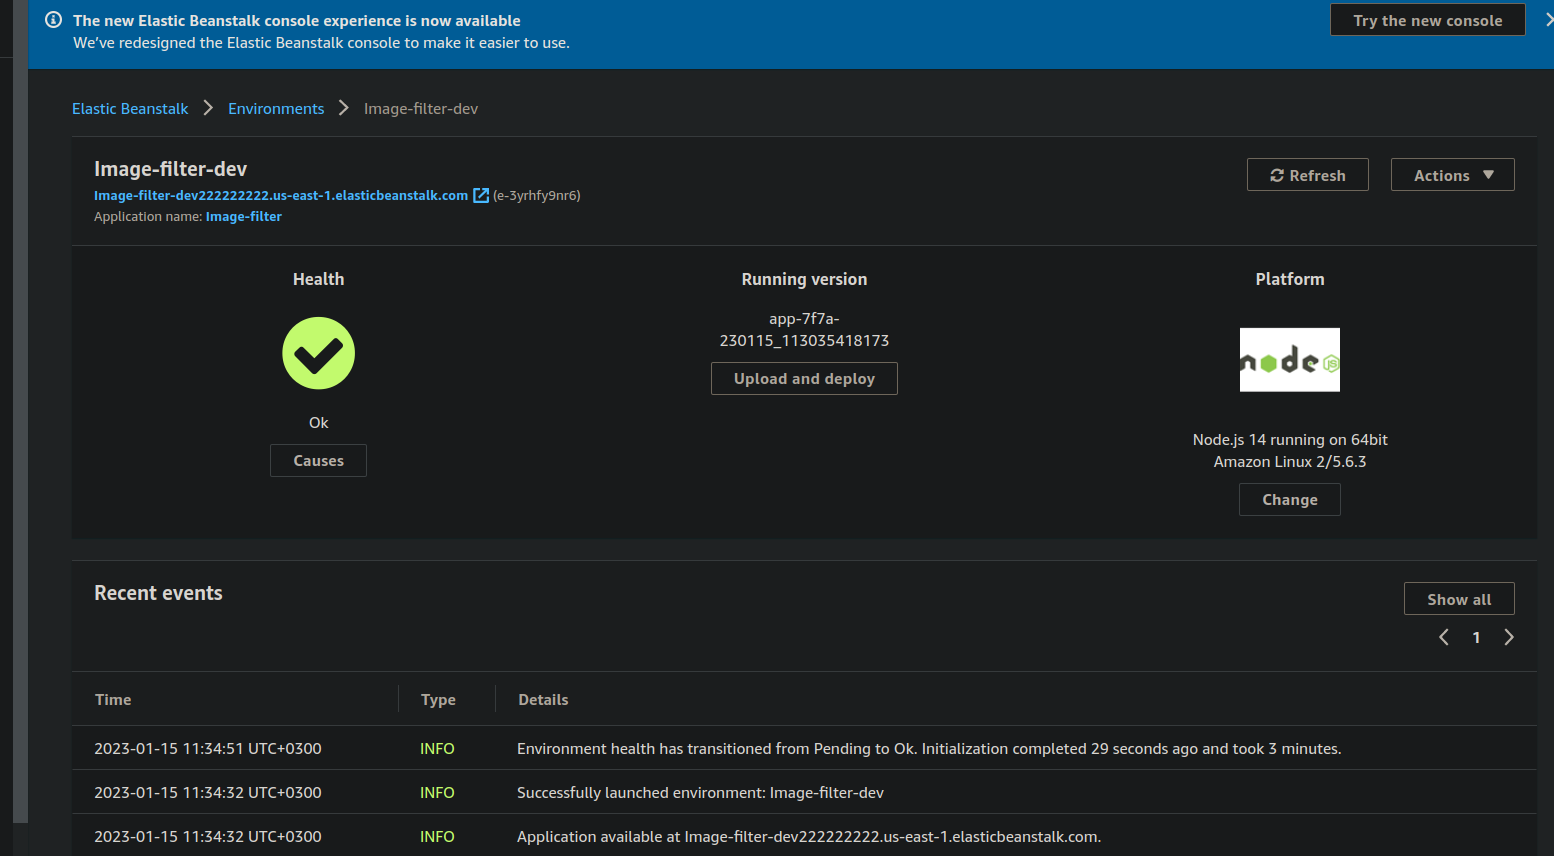 The new Elastic Beanstalk console experience is now available
We've redesigned the Elastic Beanstalk console to make it easier to use.
Try the new console
Elastic Beanstalk > Environments > Image-filter-dev
Image-filter-dev
Image-filter-dev222222222.us-east-1.elasticbeanstalk.com (e-3yrhfy9nr6)
Application name: Image-filter
Refresh
Actions
Health
Ok
Causes
Running version
app-7f7a-
230115_113035418173
Upload and deploy
Platform
node JS
Node.js 14 running on 64bit
Amazon Linux 2/5.6.3
Change
Recent events
Show all
1
Time Type Details
2023-01-15 11:34:51 UTC+0300 INFO Environment health has transitioned from Pending to Ok. Initialization completed 29 seconds ago and took 3 minutes.
2023-01-15 11:34:32 UTC+0300 INFO Successfully launched environment: Image-filter-dev
2023-01-15 11:34:32 UTC+0300 INFO Application available at Image-filter-dev222222222.us-east-1.elasticbeanstalk.com.